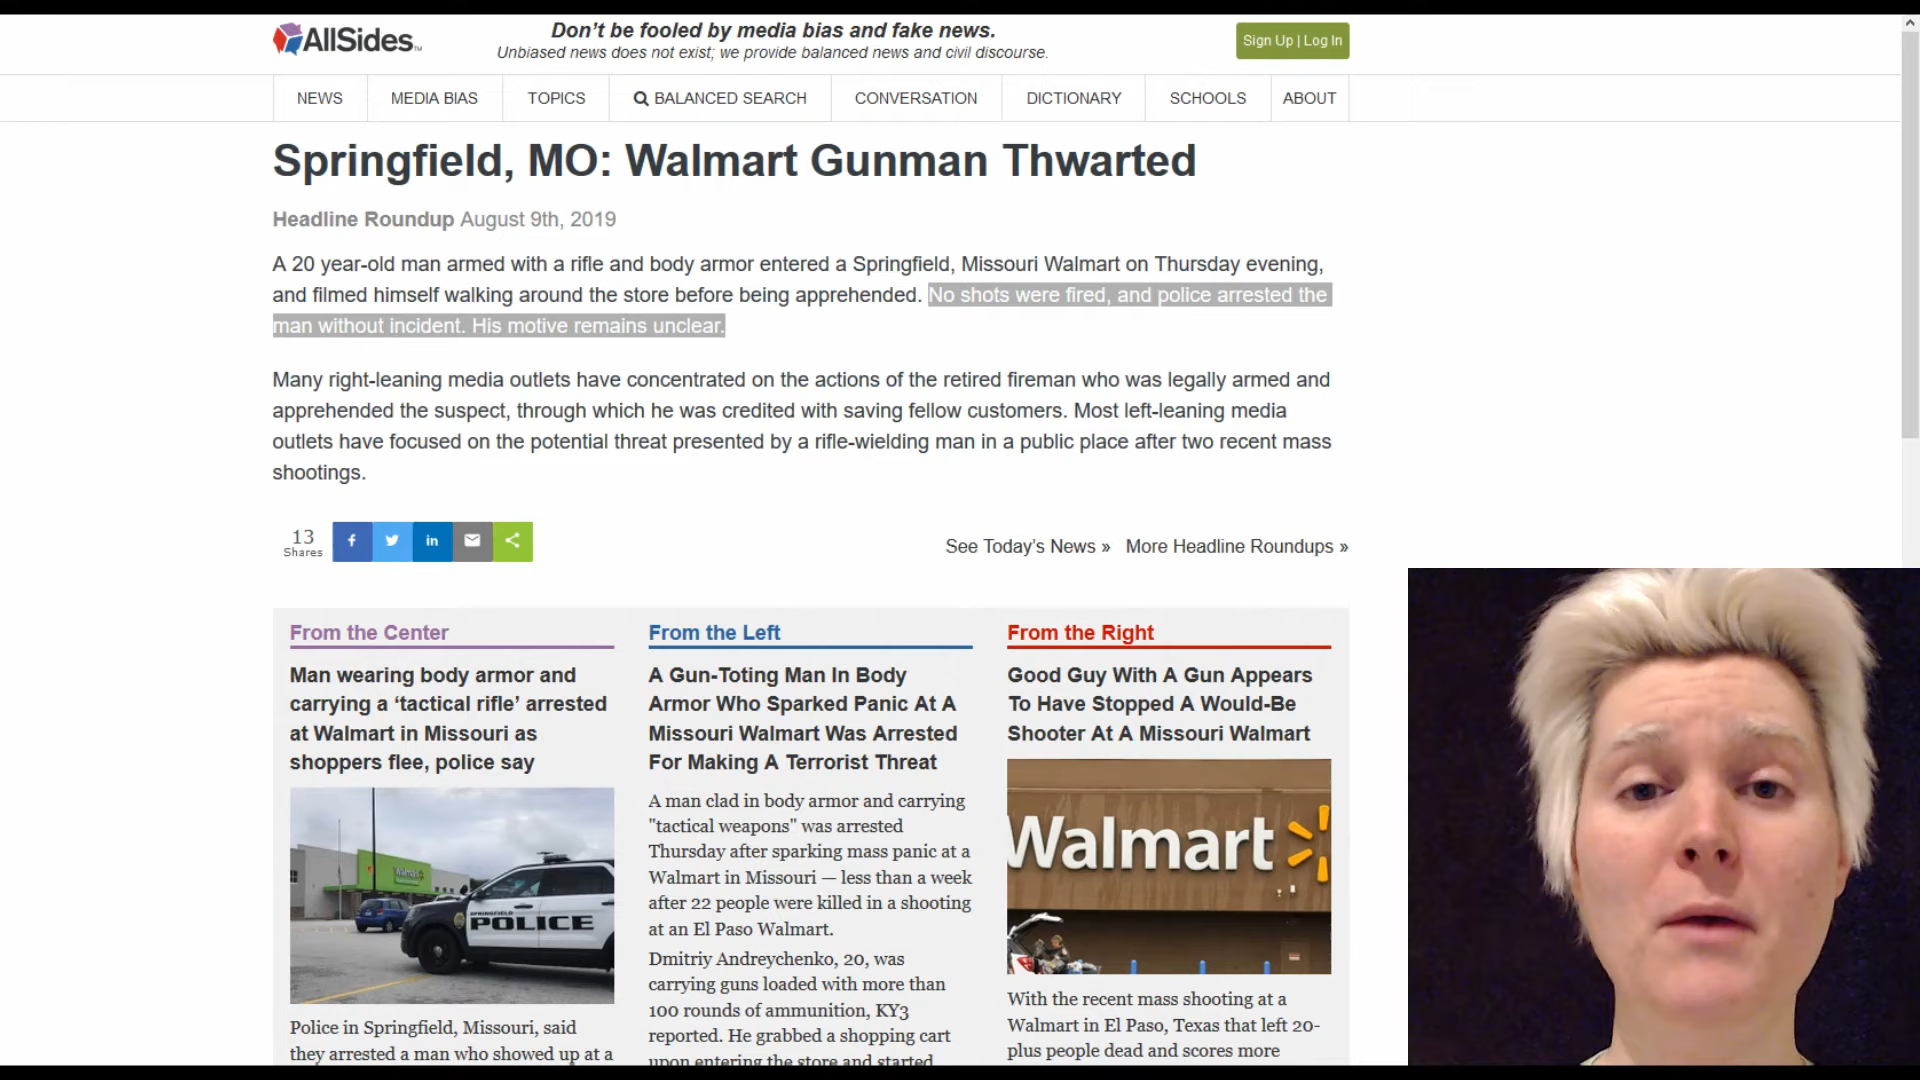 AllSides™
Don't be fooled by media bias and fake news.
Unbiased news does not exist; we provide balanced news and civil discourse.
Sign Up | Log In
NEWS
MEDIA BIAS
TOPICS
BALANCED SEARCH
CONVERSATION
DICTIONARY
SCHOOLS
ABOUT
Springfield, MO: Walmart Gunman Thwarted
Headline Roundup August 9th, 2019
A 20 year-old man armed with a rifle and body armor entered a Springfield, Missouri Walmart on Thursday evening,
and filmed himself walking around the store before being apprehended. No shots were fired, and police arrested the
man without incident. His motive remains unclear.
Many right-leaning media outlets have concentrated on the actions of the retired fireman who was legally armed and
apprehended the suspect, through which he was credited with saving fellow customers. Most left-leaning media
outlets have focused on the potential threat presented by a rifle-wielding man in a public place after two recent mass
shootings.
13
Shares
See Today's News »
More Headline Roundups »
From the Center
Man wearing body armor and
carrying a ‘tactical rifle’ arrested
at Walmart in Missouri as
shoppers flee, police say
Walmart
SPRINGFIELD
POLICE
Police in Springfield, Missouri, said
they arrested a man who showed up at a
From the Left
A Gun-Toting Man In Body
Armor Who Sparked Panic At A
Missouri Walmart Was Arrested
For Making A Terrorist Threat
A man clad in body armor and carrying
"tactical weapons" was arrested
Thursday after sparking mass panic at a
Walmart in Missouri — less than a week
after 22 people were killed in a shooting
at an El Paso Walmart.
Dmitriy Andreychenko, 20, was
carrying guns loaded with more than
100 rounds of ammunition, KY3
reported. He grabbed a shopping cart
upon entering the store and started
From the Right
Good Guy With A Gun Appears
To Have Stopped A Would-Be
Shooter At A Missouri Walmart
Walmart
With the recent mass shooting at a
Walmart in El Paso, Texas that left 20-
plus people dead and scores more